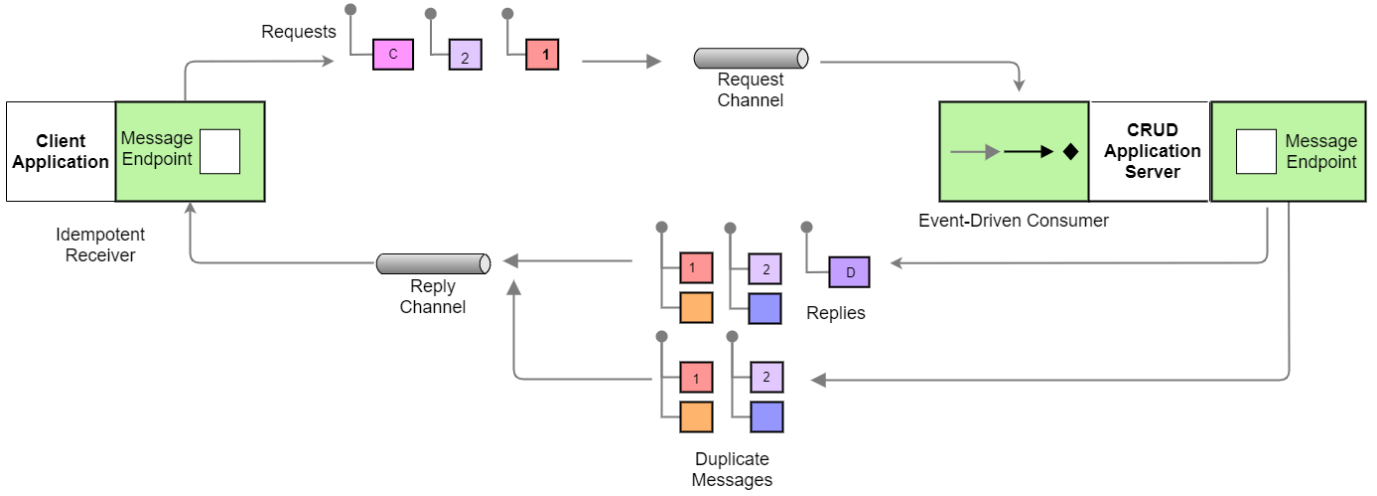 Requests
C
2
1
Request
Channel
Client
Application
Message
Endpoint
CRUD
Application
Server
Message
Endpoint
Idempotent
Receiver
Event-Driven Consumer
Reply
Channel
1
2
D
Replies
1
2
Duplicate
Messages